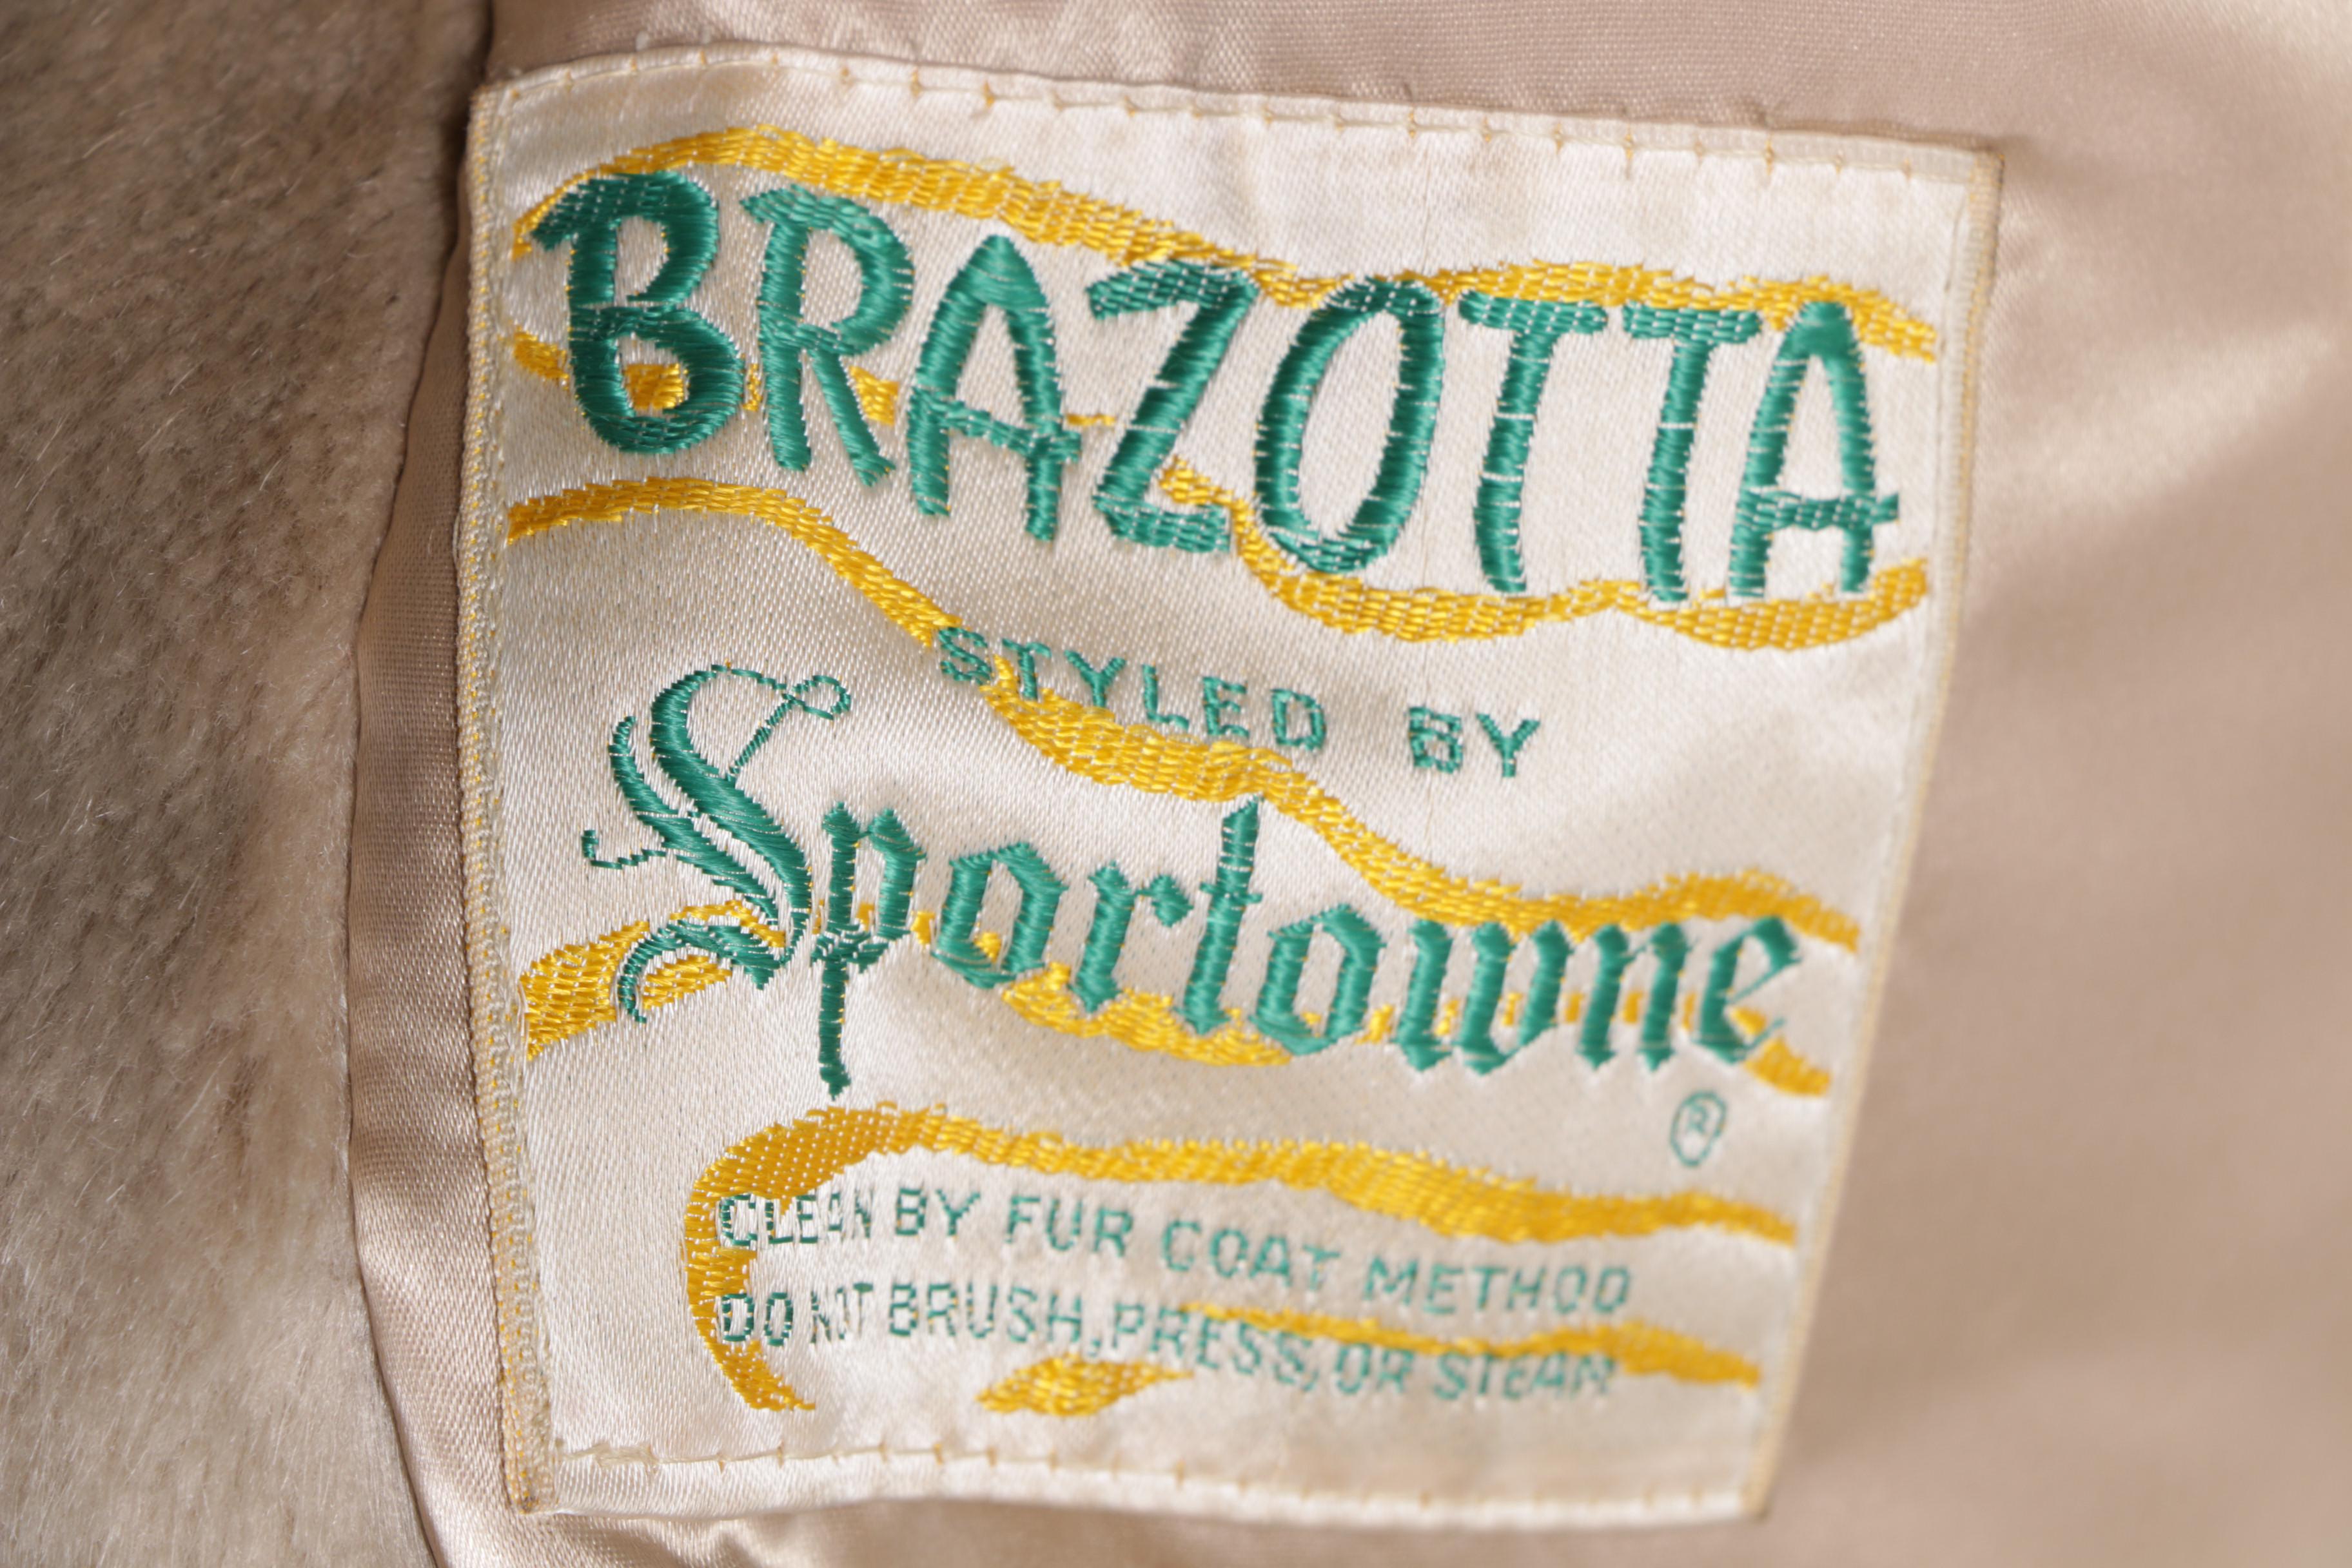 BRAZOTTA
STYLED BY
Sportowne
®
CLEAN BY FUR COAT METHOD
DO NOT BRUSH, PRESS, OR STEAM